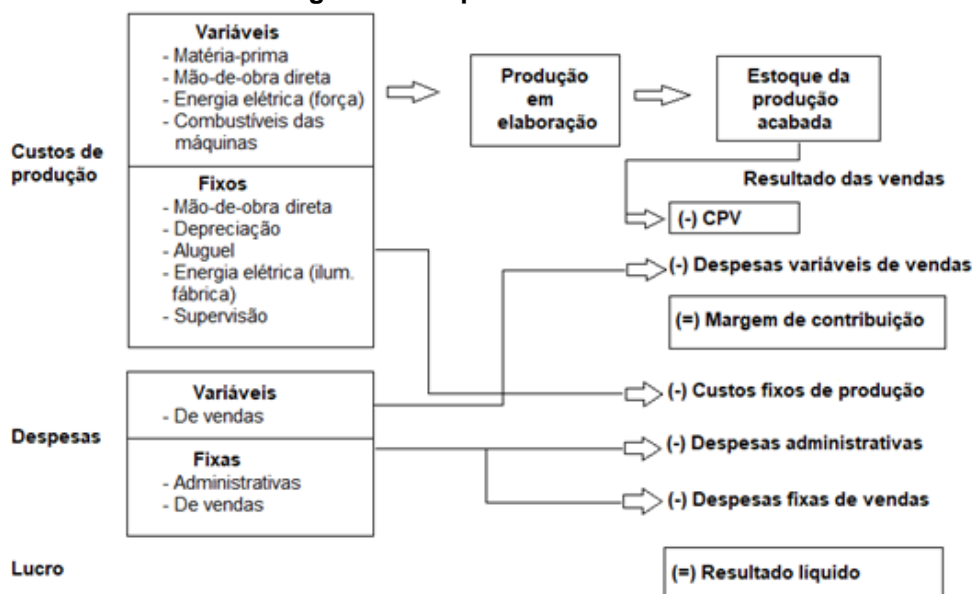 Variáveis
- Matéria-prima
- Mão-de-obra direta
- Energia elétrica (força)
- Combustíveis das
máquinas
Produção
em
elaboração
Estoque da
produção
acabada
Custos de
produção
Fixos
- Mão-de-obra direta
- Depreciação
- Aluguel
- Energia elétrica (ilum.
fábrica)
- Supervisão
Resultado das vendas
(-) CPV
(-) Despesas variáveis de vendas
(=) Margem de contribuição
Despesas
Variáveis
- De vendas
Fixas
- Administrativas
- De vendas
(-) Custos fixos de produção
(-) Despesas administrativas
(-) Despesas fixas de vendas
Lucro
(=) Resultado líquido